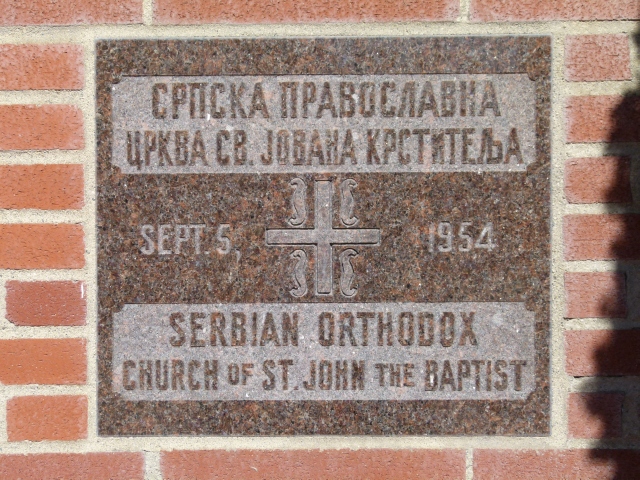 СРПСКА ПРАВОСЛАВНА
ЦРКВА СВ. ЈОВАНА КРСТИТЕЉА
SEPT. 5, 1954
SERBIAN ORTHODOX
CHURCH OF ST. JOHN THE BAPTIST